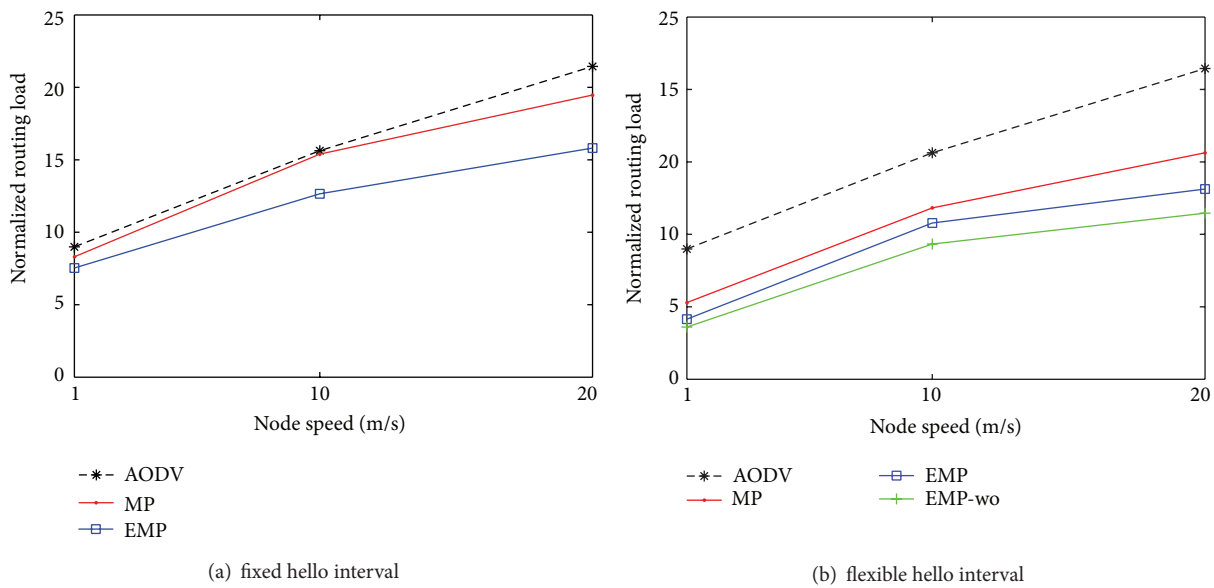 25
20
15
10
5
0
Normalized routing load
1
10
20
Node speed (m/s)
AODV
MP
EMP
(a) fixed hello interval
25
15
20
10
5
0
Normalized routing load
1
10
20
Node speed (m/s)
AODV
MP
EMP
EMP-wo
(b) flexible hello interval